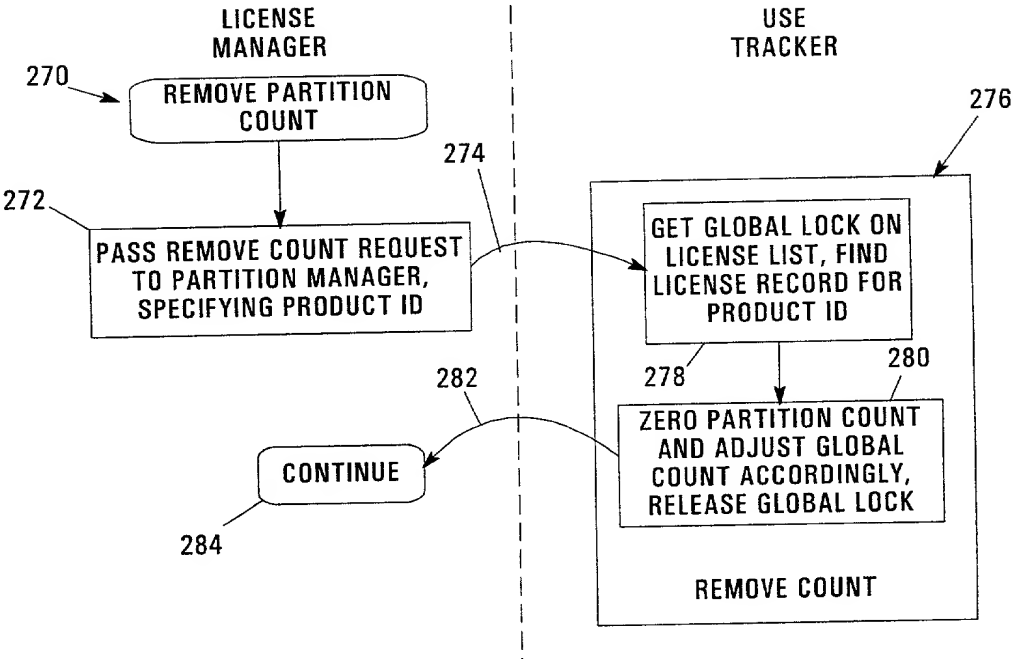 LICENSE
MANAGER
USE
TRACKER
270
REMOVE PARTITION
COUNT
276
274
272
PASS REMOVE COUNT REQUEST
TO PARTITION MANAGER,
SPECIFYING PRODUCT ID
GET GLOBAL LOCK ON
LICENSE LIST, FIND
LICENSE RECORD FOR
PRODUCT ID
278
280
282
ZERO PARTITION COUNT
AND ADJUST GLOBAL
COUNT ACCORDINGLY,
RELEASE GLOBAL LOCK
CONTINUE
284
REMOVE COUNT